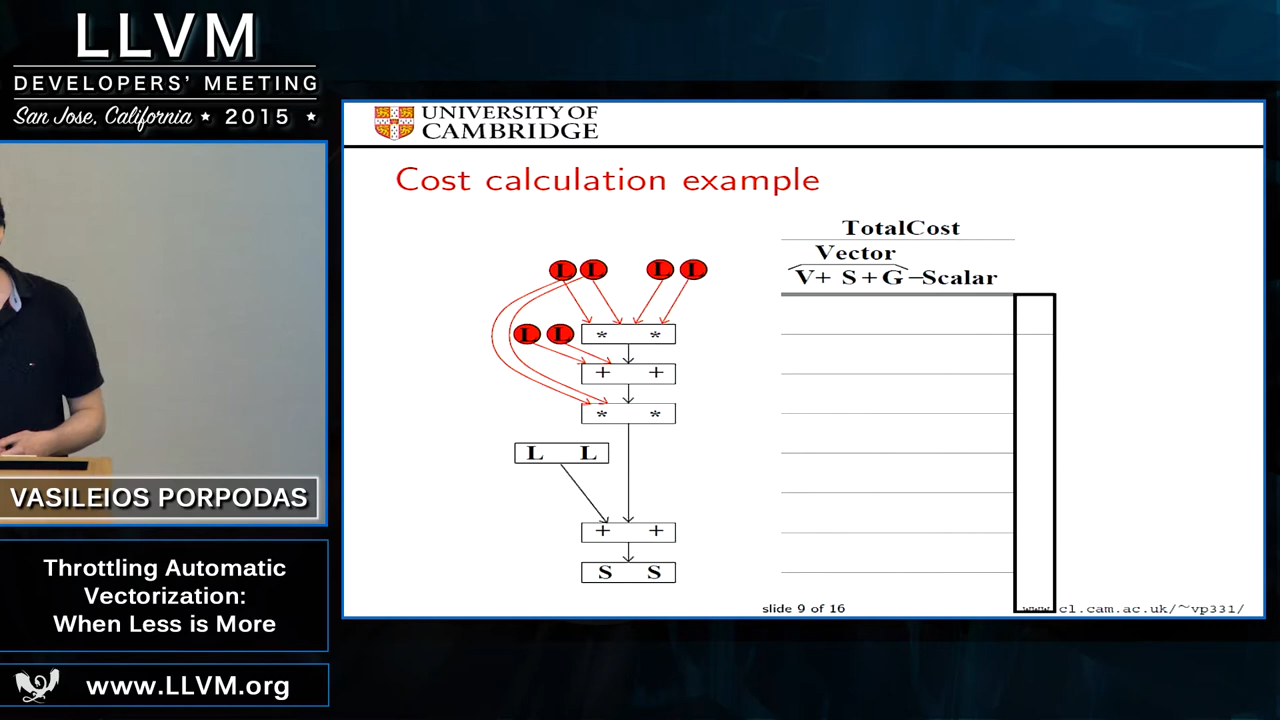 LLVM
DEVELOPERS' MEETING
San Jose, California ★ 2015 ★
UNIVERSITY OF
CAMBRIDGE
Cost calculation example
TotalCost
Vector
V+ S+G−Scalar
L L L L
L L * *
+ +
* *
L L
+ +
S S
slide 9 of 16
www.cl.cam.ac.uk/~vp331/
VASILEIOS PORPODAS
Throttling Automatic
Vectorization:
When Less is More
www.LLVM.org